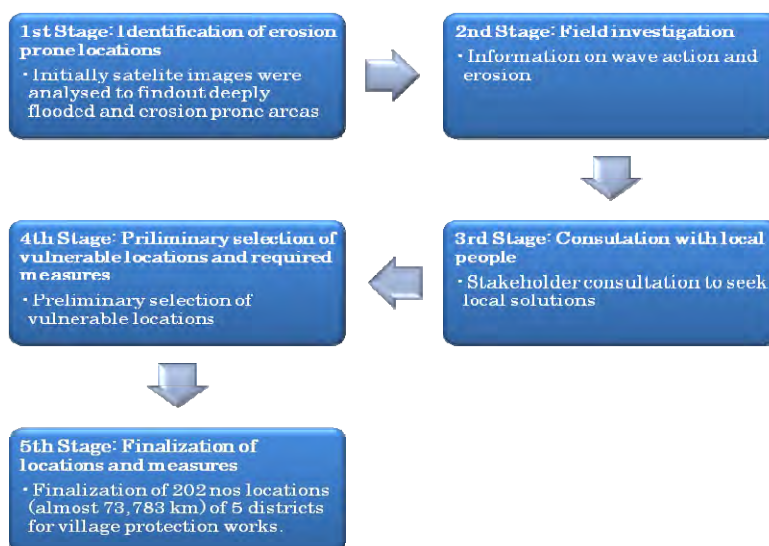 1st Stage: Identification of erosion
prone locations
· Initially satelite images were
analysed to findout deeply
flooded and erosion prone areas
2nd Stage: Field investigation
· Information on wave action and
erosion
3rd Stage: Consutation with local
people
· Stakeholder consultation to seek
local solutions
4th Stage: Priliminary selection of
vulnerable locations and required
measures
· Preliminary selection of
vulnerable locations
5th Stage: Finalization of
locations and measures
· Finalization of 202 nos locations
(almost 73,783 km) of 5 districts
for village protection works.